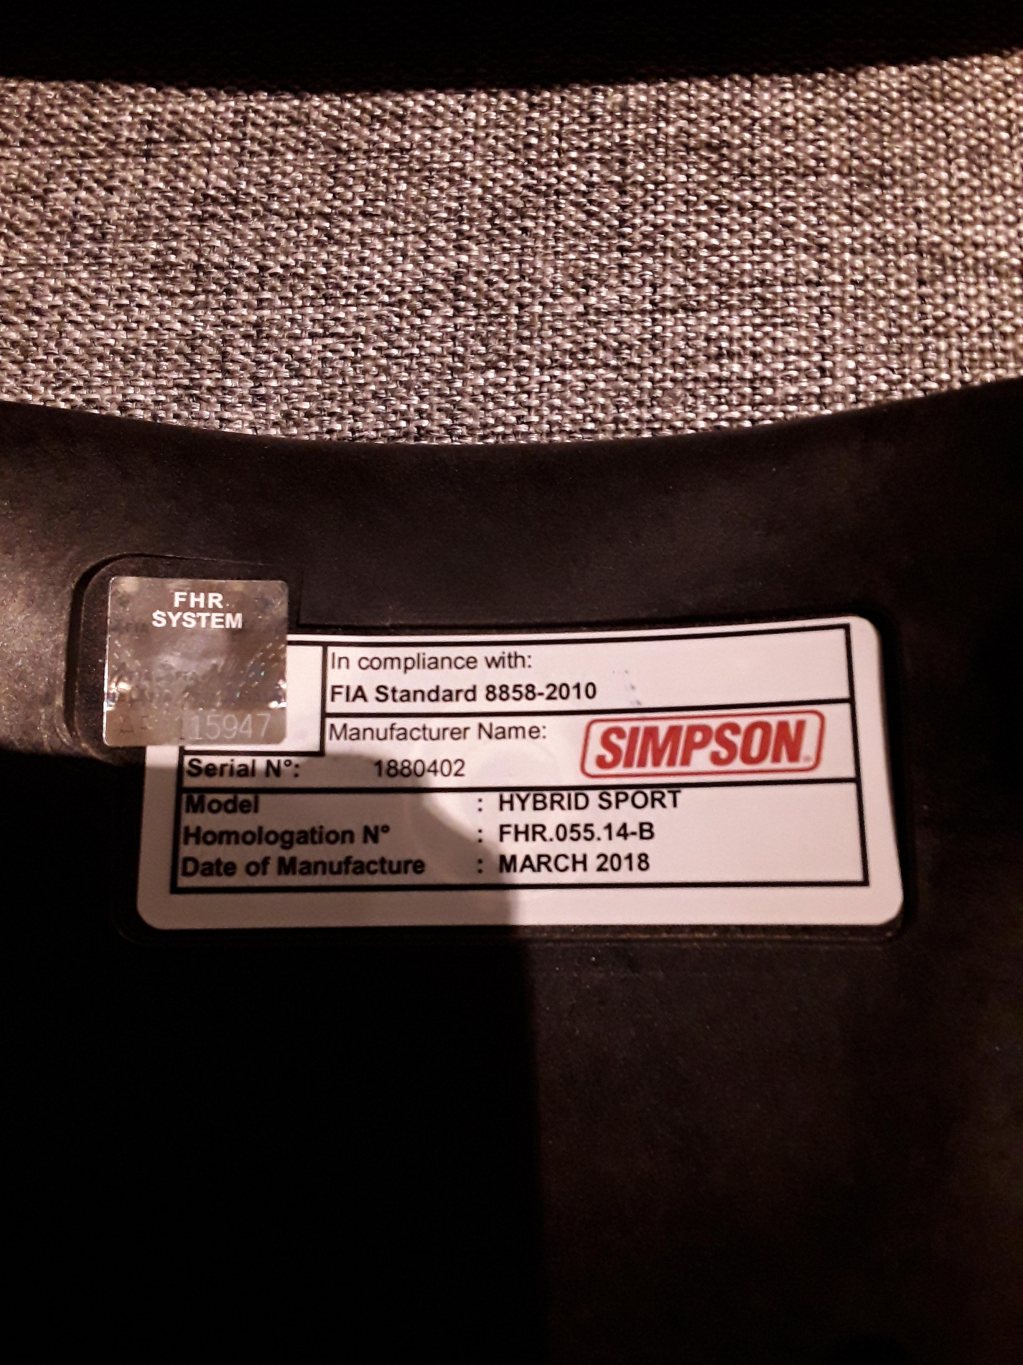 FHR
SYSTEM
15947
In compliance with:
FIA Standard 8858-2010
Manufacturer Name:
SIMPSON
Serial N°: 1880402
Model : HYBRID SPORT
Homologation N° : FHR.055.14-B
Date of Manufacture : MARCH 2018